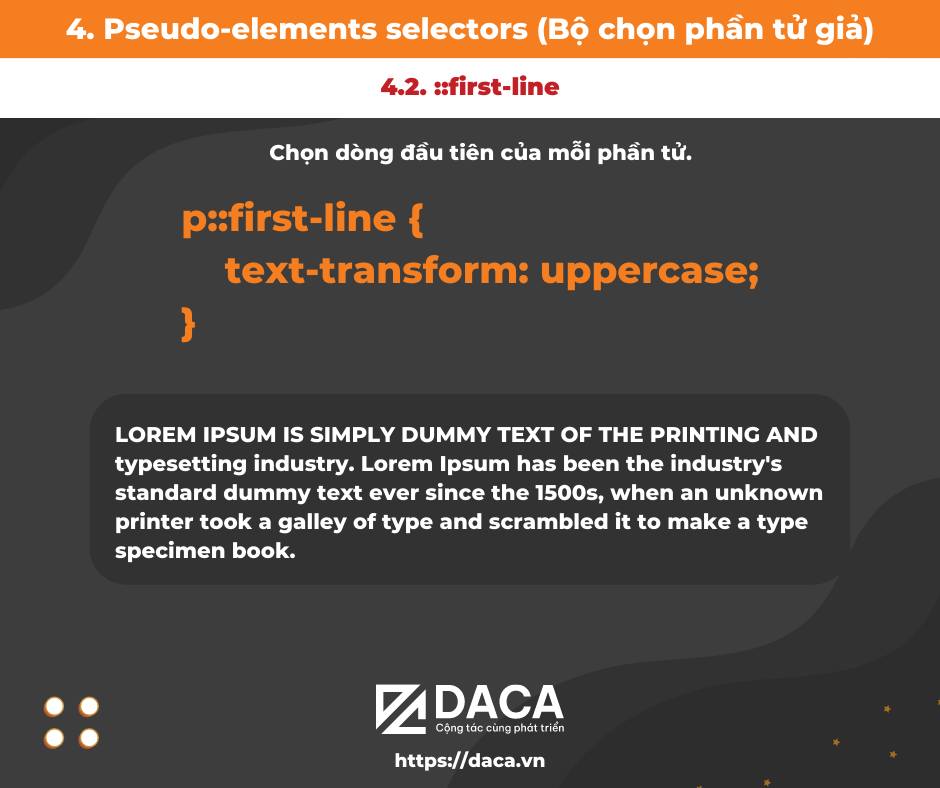 4. Pseudo-elements selectors (Bộ chọn phần tử giả)
4.2. ::first-line
Chọn dòng đầu tiên của mỗi phần tử.
p::first-line {
text-transform: uppercase;
}
LOREM IPSUM IS SIMPLY DUMMY TEXT OF THE PRINTING AND
typesetting industry. Lorem Ipsum has been the industry's
standard dummy text ever since the 1500s, when an unknown
printer took a galley of type and scrambled it to make a type
specimen book.
DACA
Cộng tác cùng phát triển
https://daca.vn